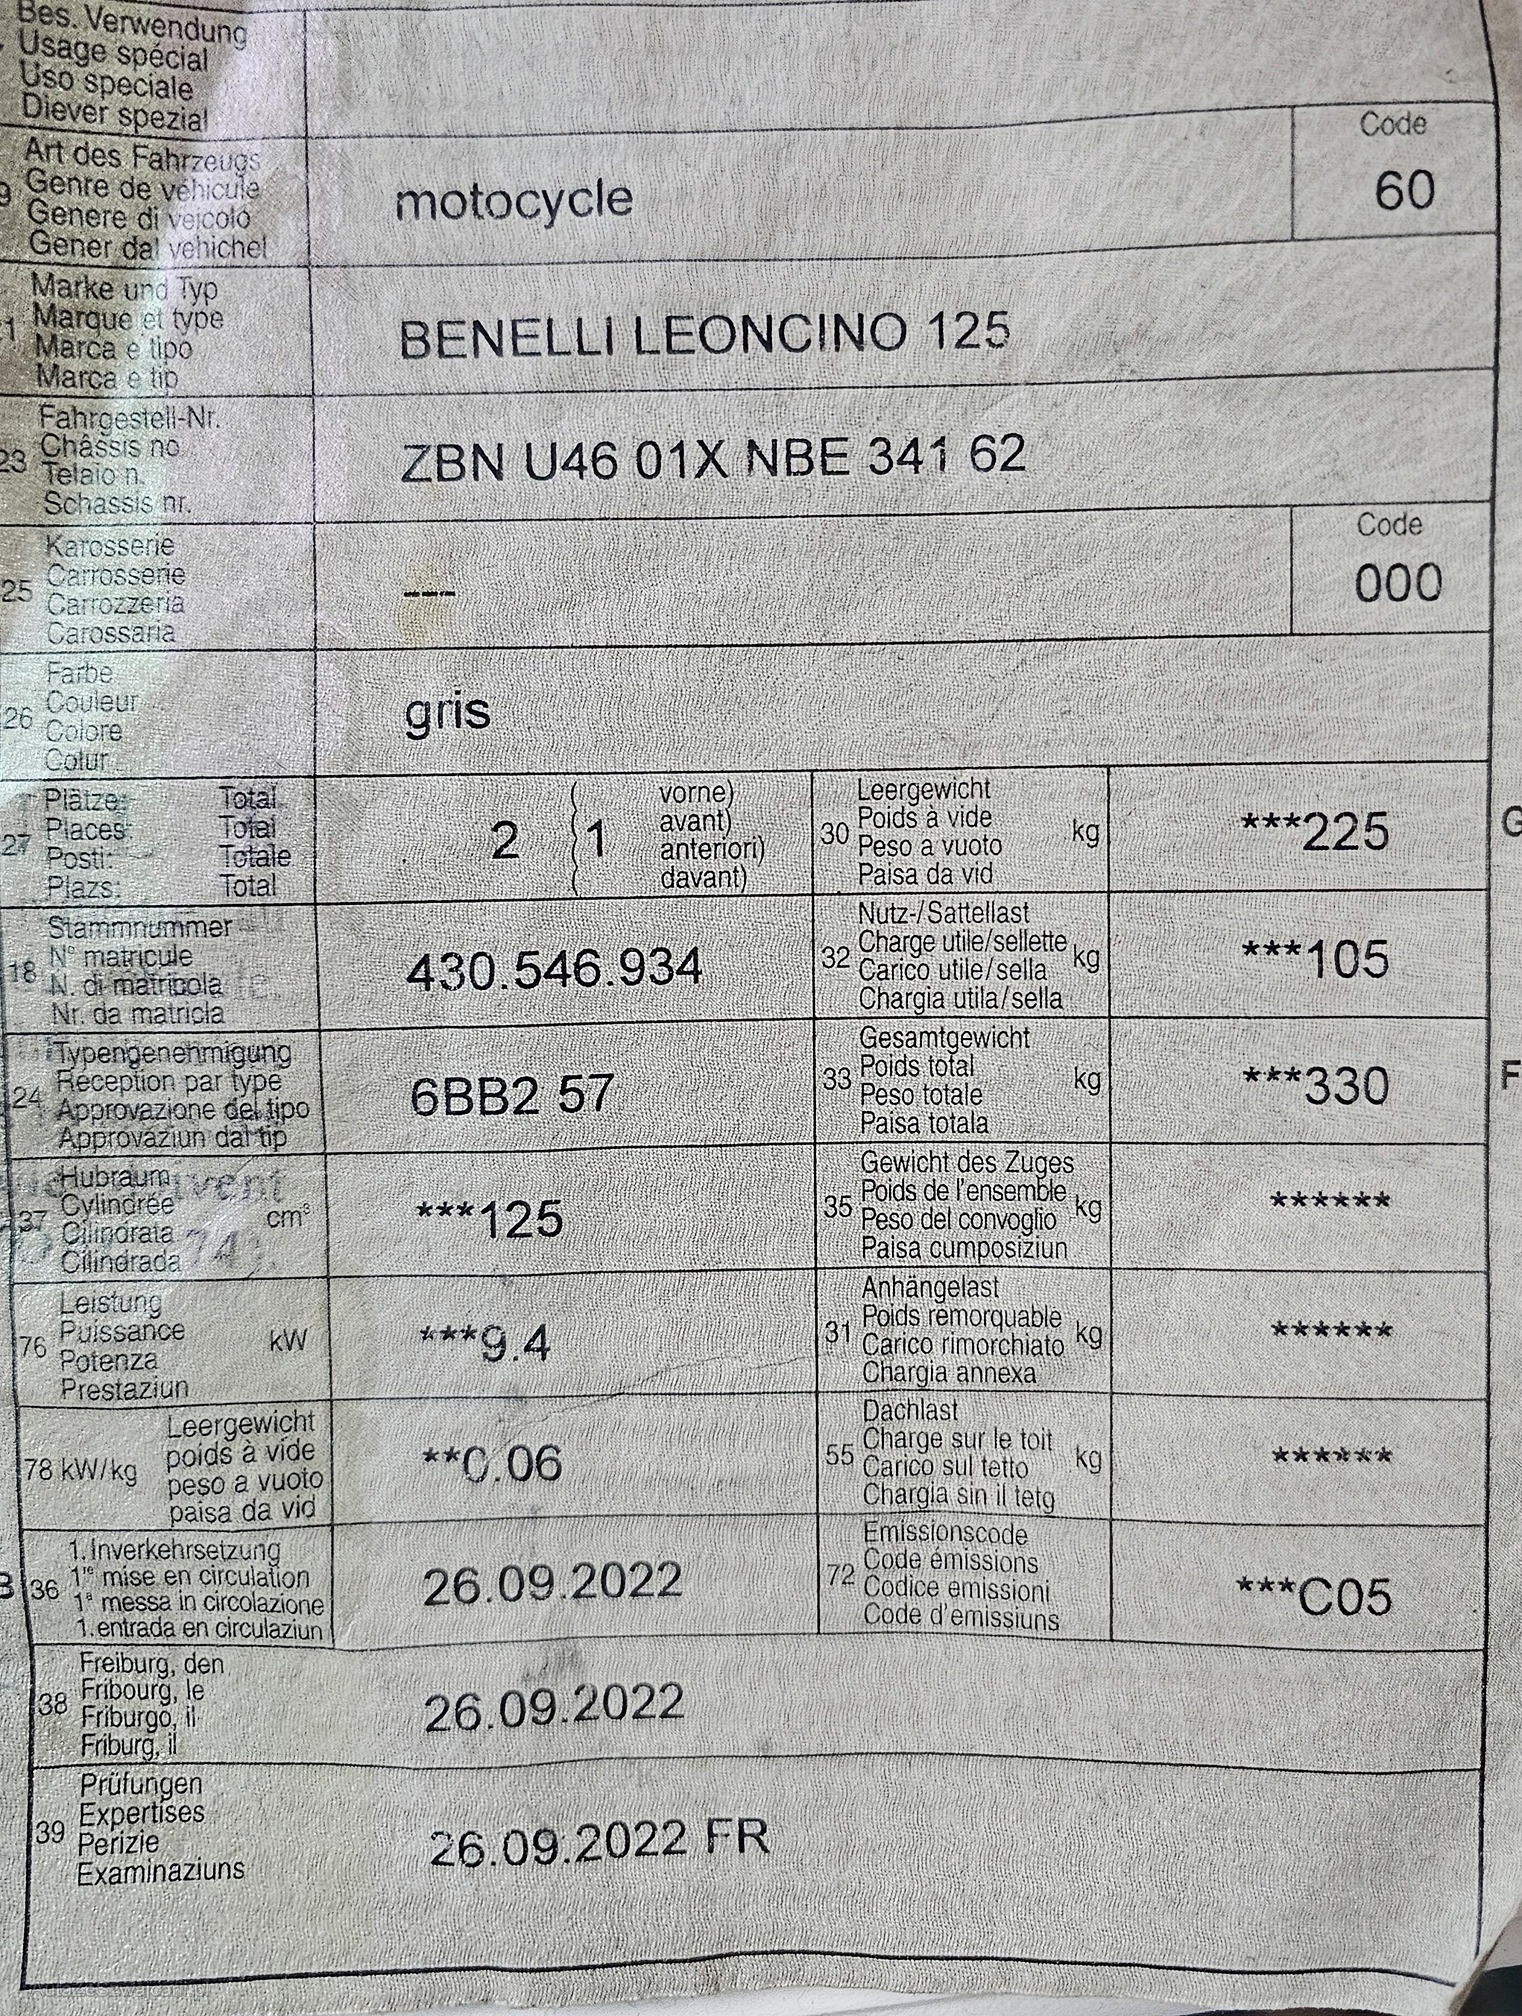 Bes. Verwendung
Usage spécial
Uso speciale
Diever spezial
Art des Fahrzeugs
Genre de véhicule
Genere di veicolo
Gener dal vehichel
9
motocycle
Code
60
Marke und Typ
Marque et type
Marca e tipo
Marca e tip
1
BENELLI LEONCINO 125
Fahrgestell-Nr.
Châssis no
Telaio n.
Schassis nr.
23
ZBN U46 01X NBE 341 62
Karosserie
Carrosserie
Carrozzeria
Carossaria
25
---
Code
000
Farbe
Couleur
Colore
Colur
26
gris
Plätze: Total
Places: Total
Posti: Totale
Plazs: Total
27
2 { 1
vorne)
avant)
anteriori)
davant)
30
Leergewicht
Poids à vide
Peso a vuoto
Paisa da vid
kg
***225
G
18
Stammnummer
N° matricule
N. di matricola
Nr. da matricla
430.546.934
32
Nutz-/Sattellast
Charge utile/sellette
Carico utile/sella
Chargia utila/sella
kg
***105
24
Typengenehmigung
Réception par type
Approvazione del tipo
Approvaziun dal tip
6BB2 57
33
Gesamtgewicht
Poids total
Peso totale
Paisa totala
kg
***330
F
37
Hubraum
Cylindrée
Cilindrata
Cilindrada
cm³
***125
35
Gewicht des Zuges
Poids de l'ensemble
Peso del convoglio
Paisa cumposiziun
kg
******
76
Leistung
Puissance
Potenza
Prestaziun
kW
***9.4
31
Anhängelast
Poids remorquable
Carico rimorchiato
Chargia annexa
kg
******
78 kW/kg
Leergewicht
poids à vide
peso a vuoto
paisa da vid
**0.06
55
Dachlast
Charge sur le toit
Carico sul tetto
Chargia sin il tetg
kg
******
B
36
1. Inverkehrsetzung
1re mise en circulation
1a messa in circolazione
1. entrada en circulaziun
26.09.2022
72
Emissionscode
Code émissions
Codice emissioni
Code d'emissiuns
***C05
38
Freiburg, den
Fribourg, le
Friburgo, il
Friburg, il
26.09.2022
39
Prüfungen
Expertises
Perizie
Examinaziuns
26.09.2022 FR